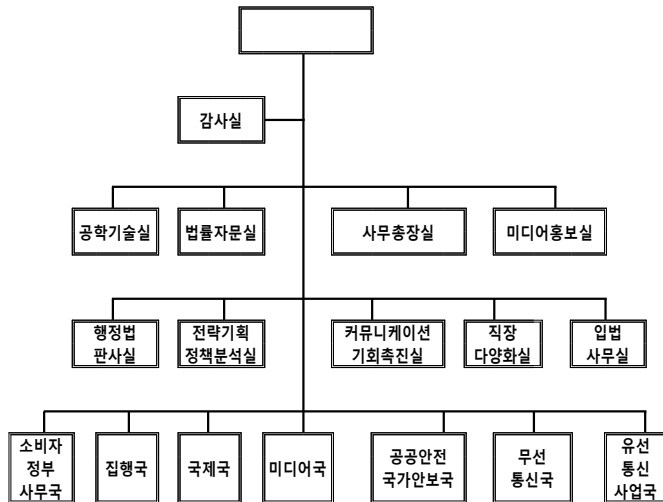 감사실
공학기술실
법률자문실
사무총장실
미디어홍보실
행정법
판사실
전략기획
정책분석실
커뮤니케이션
기회촉진실
직장
다양화실
입법
사무실
소비자
정부
사무국
집행국
국제국
미디어국
공공안전
국가안보국
무선
통신국
유선
통신
사업국